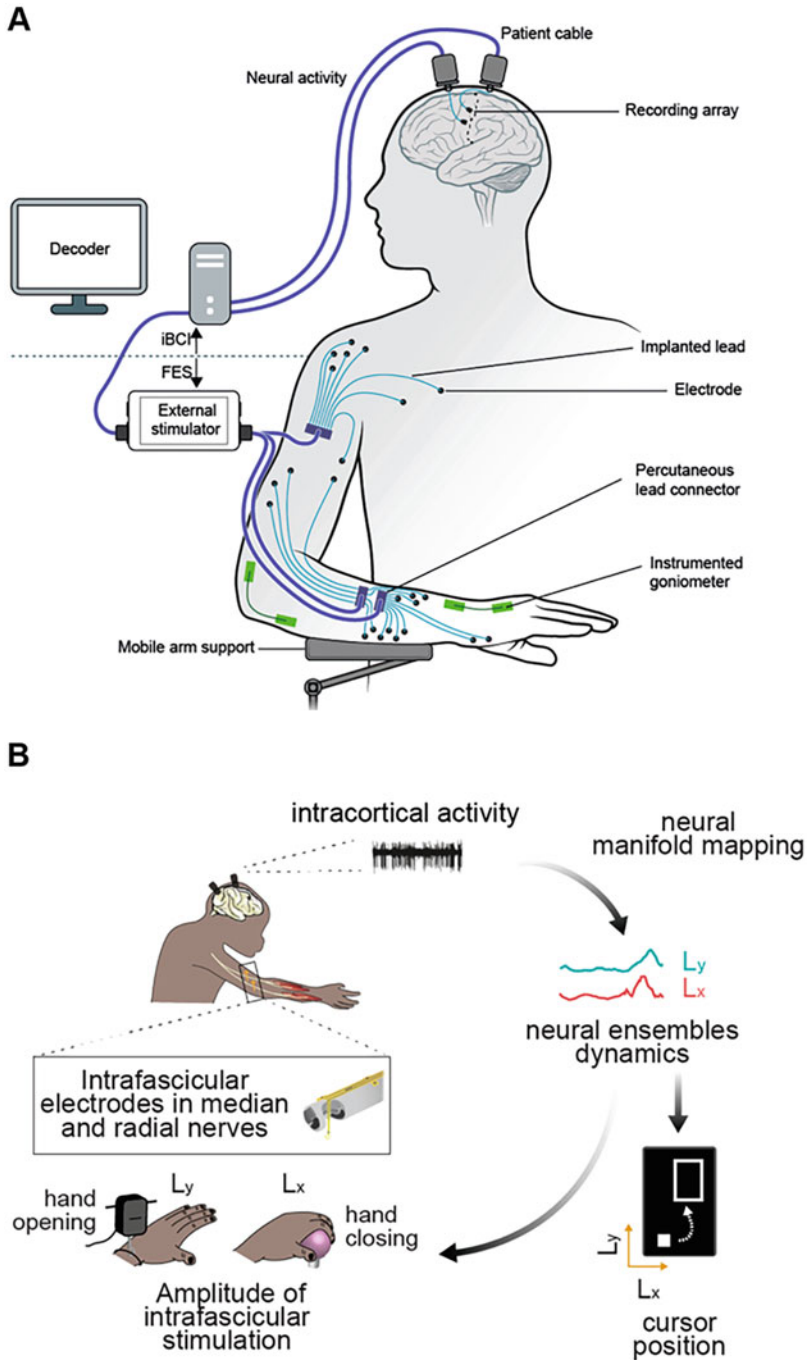 A
Patient cable
Neural activity
Recording array
Decoder
iBCI
FES
Implanted lead
Electrode
External
stimulator
Percutaneous
lead connector
Instrumented
goniometer
Mobile arm support
B
intracortical activity
neural
manifold mapping
Ly
Lx
neural ensembles
dynamics
Intrafascicular
electrodes in median
and radial nerves
hand
opening
Ly
Lx
hand
closing
Amplitude of
intrafascicular
stimulation
Ly
Lx
cursor
position